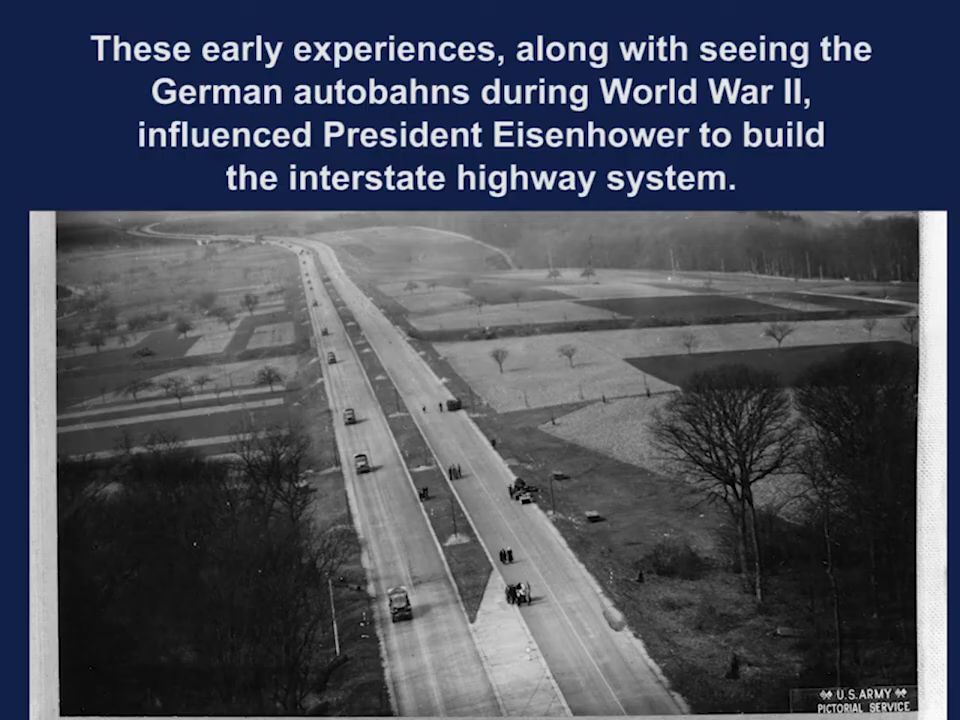 These early experiences, along with seeing the
German autobahns during World War II,
influenced President Eisenhower to build
the interstate highway system.
U.S. ARMY
PICTORIAL SERVICE